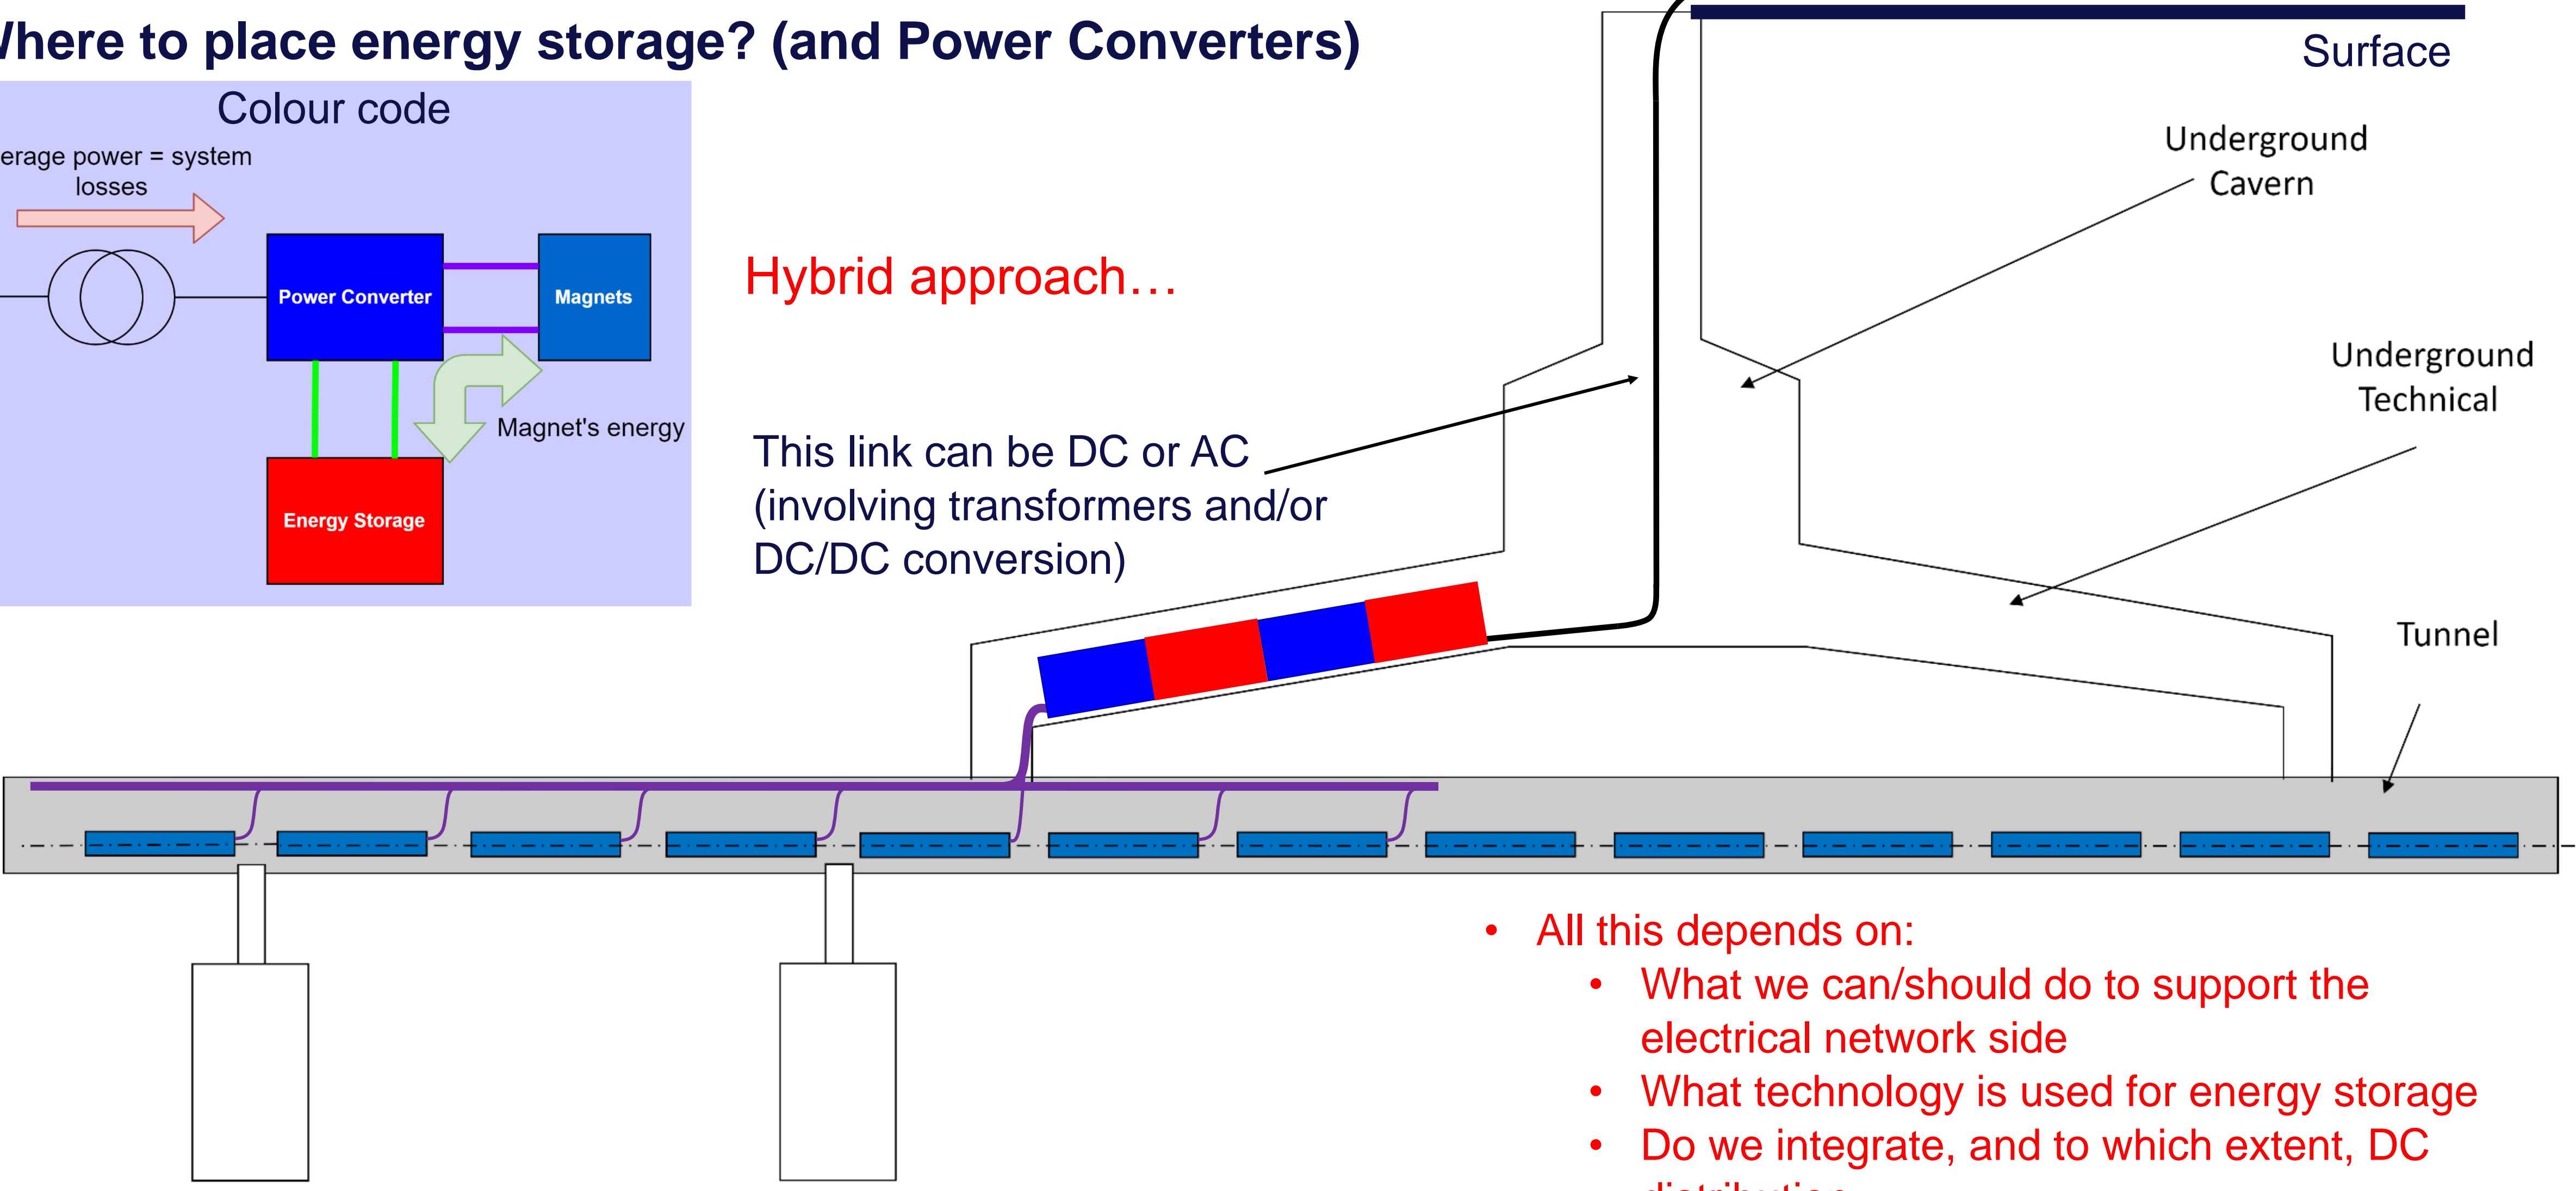 here to place energy storage? (and Power Converters)
Surface
Colour code
erage power = system
losses
Power Converter
Magnets
Magnet's energy
Energy Storage
Hybrid approach…
This link can be DC or AC
(involving transformers and/or
DC/DC conversion)
Underground
Cavern
Underground
Technical
Tunnel
• All this depends on:
• What we can/should do to support the
electrical network side
• What technology is used for energy storage
• Do we integrate, and to which extent, DC